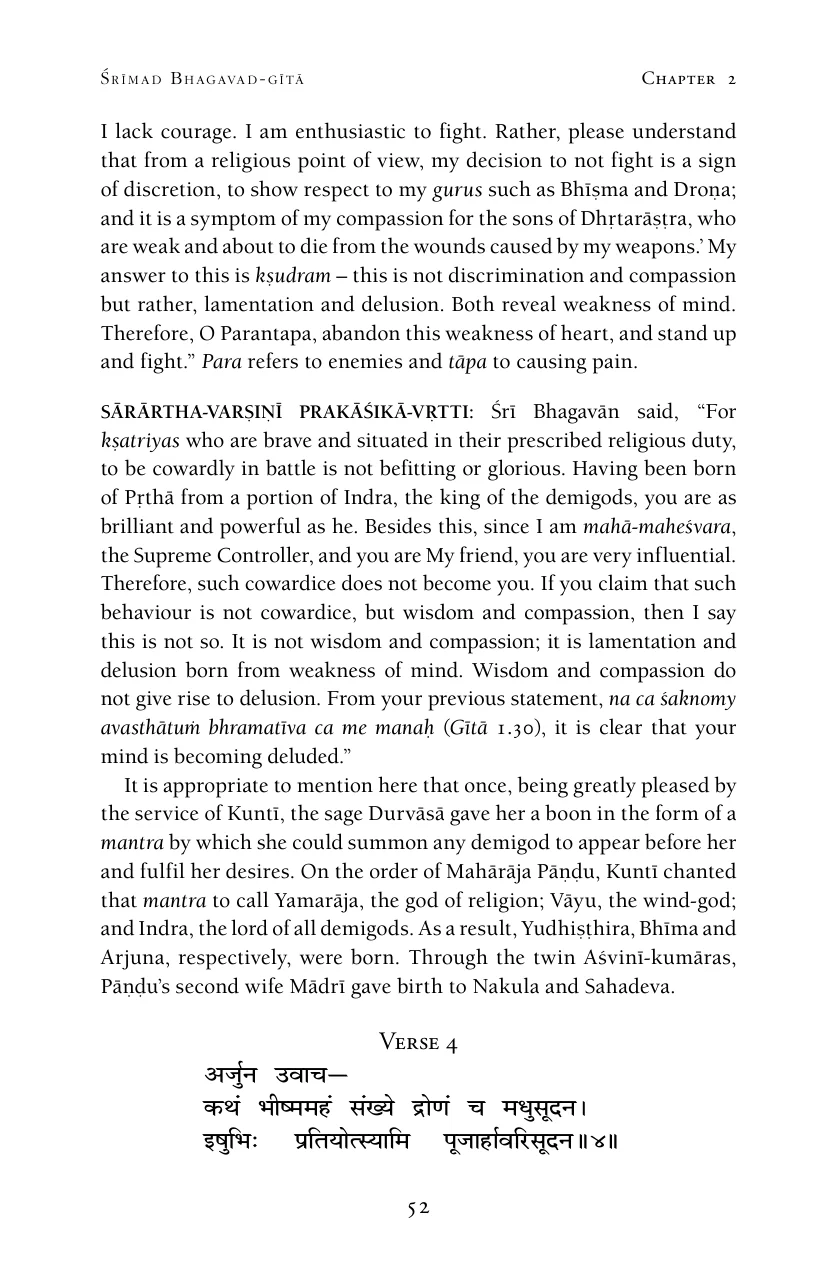 Śrīmad Bhagavad-gītā Chapter 2
I lack courage. I am enthusiastic to fight. Rather, please understand
that from a religious point of view, my decision to not fight is a sign
of discretion, to show respect to my gurus such as Bhīṣma and Droṇa;
and it is a symptom of my compassion for the sons of Dhṛtarāṣṭra, who
are weak and about to die from the wounds caused by my weapons.’ My
answer to this is kṣudram – this is not discrimination and compassion
but rather, lamentation and delusion. Both reveal weakness of mind.
Therefore, O Parantapa, abandon this weakness of heart, and stand up
and fight.” Para refers to enemies and tāpa to causing pain.
SĀRĀRTHA-VARṢIṆĪ PRAKĀŚIKĀ-VṚTTI: Śrī Bhagavān said, “For
kṣatriyas who are brave and situated in their prescribed religious duty,
to be cowardly in battle is not befitting or glorious. Having been born
of Pṛthā from a portion of Indra, the king of the demigods, you are as
brilliant and powerful as he. Besides this, since I am mahā-maheśvara,
the Supreme Controller, and you are My friend, you are very influential.
Therefore, such cowardice does not become you. If you claim that such
behaviour is not cowardice, but wisdom and compassion, then I say
this is not so. It is not wisdom and compassion; it is lamentation and
delusion born from weakness of mind. Wisdom and compassion do
not give rise to delusion. From your previous statement, na ca śaknomy
avasthātuṁ bhramatīva ca me manaḥ (Gītā 1.30), it is clear that your
mind is becoming deluded.”
It is appropriate to mention here that once, being greatly pleased by
the service of Kuntī, the sage Durvāsā gave her a boon in the form of a
mantra by which she could summon any demigod to appear before her
and fulfil her desires. On the order of Mahārāja Pāṇḍu, Kuntī chanted
that mantra to call Yamarāja, the god of religion; Vāyu, the wind-god;
and Indra, the lord of all demigods. As a result, Yudhiṣṭhira, Bhīma and
Arjuna, respectively, were born. Through the twin Aśvinī-kumāras,
Pāṇḍu’s second wife Mādrī gave birth to Nakula and Sahadeva.
Verse 4
अर्जुन उवाच—
कथं भीष्ममहं संख्ये द्रोणं च मधुसूदन।
इषुभिः प्रतियोत्स्यामि पूजार्हावरिसूदन॥४॥
52